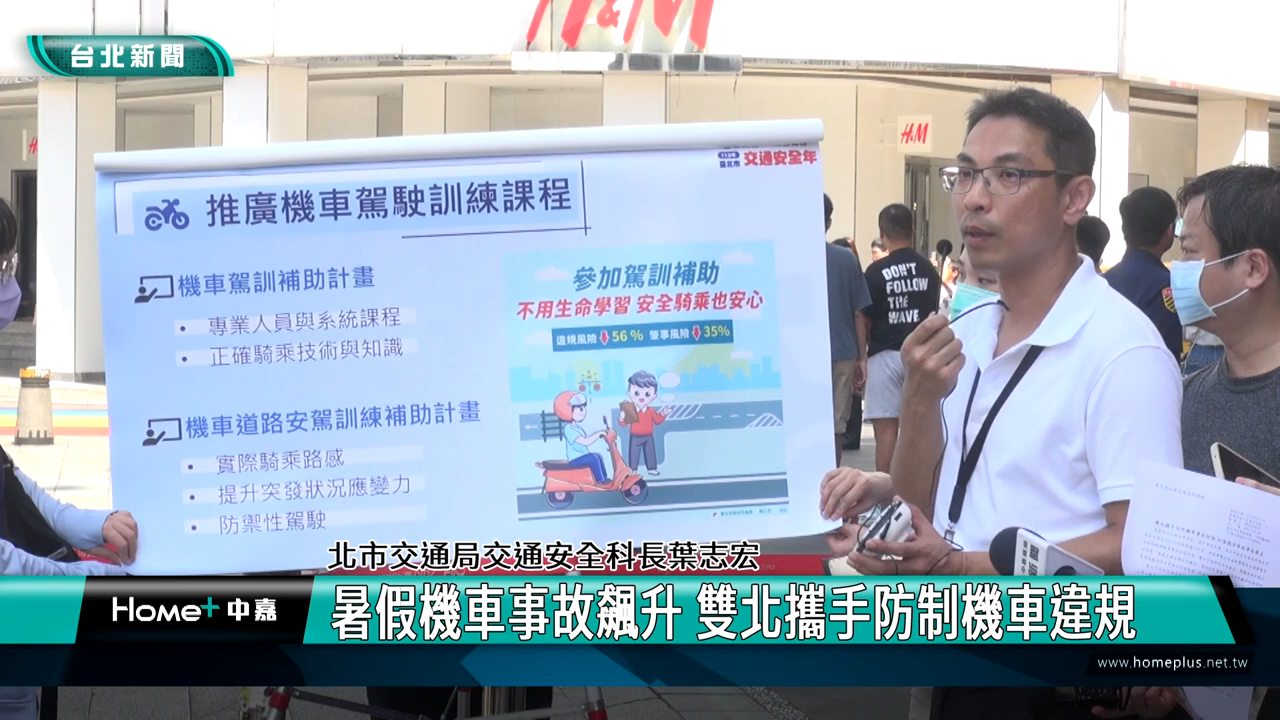 H&M
台北新聞
H&M
113年
臺北市
交通安全年
推廣機車駕駛訓練課程
機車駕訓補助計畫
• 專業人員與系統課程
• 正確騎乘技術與知識
參加駕訓補助
不用生命學習 安全騎乘也安心
違規風險 56% 肇事風險 35%
DON'T
FOLLOW
THE
WAVE
機車道路安駕訓練補助計畫
• 實際騎乘路感
• 提升突發狀況應變力
• 防禦性駕駛
北市交通局交通安全科長葉志宏
Home+ 中嘉
暑假機車事故飆升 雙北攜手防制機車違規
www.homeplus.net.tw